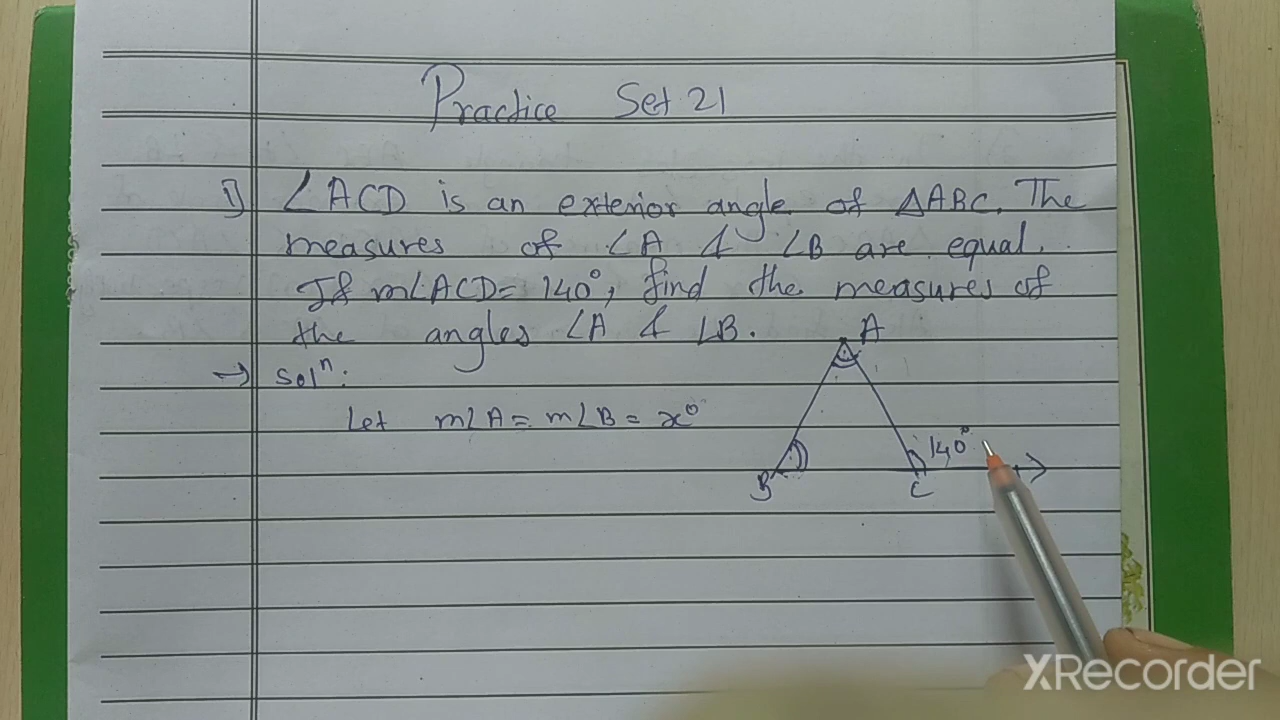 Practice Set 21
1) ∠ACD is an exterior angle of △ABC. The
measures of ∠A & ∠B are equal.
If m∠ACD = 140°, find the measures of
the angles ∠A & ∠B.
→ Solⁿ:
Let m∠A = m∠B = x°
A
140°
B
C
XRecorder